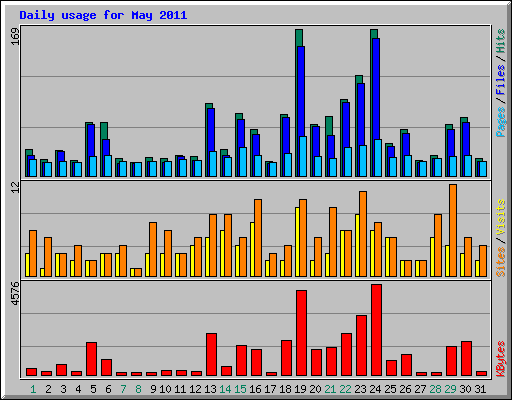 Daily usage for May 2011
169
Pages / Files / Hits
12
Sites / Visits
4576
KBytes
1 2 3 4 5 6 7 8 9 10 11 12 13 14 15 16 17 18 19 20 21 22 23 24 25 26 27 28 29 30 31